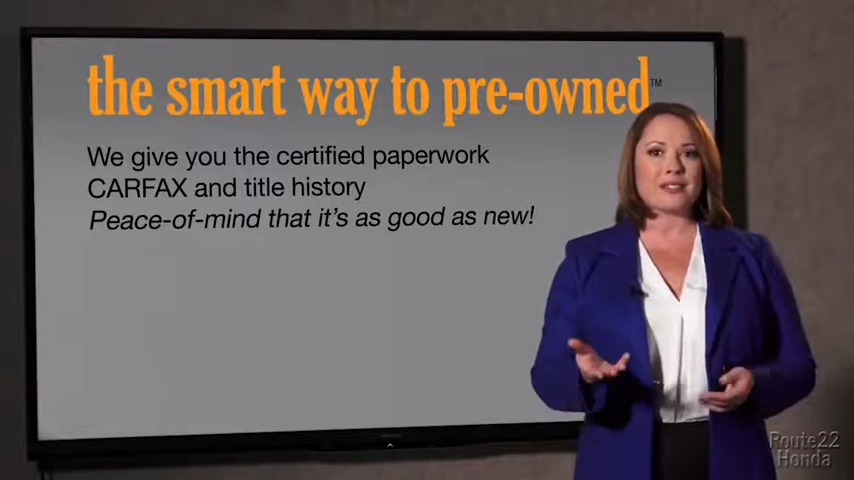 the smart way to pre-owned™
We give you the certified paperwork
CARFAX and title history
Peace-of-mind that it's as good as new!
Route22
Honda